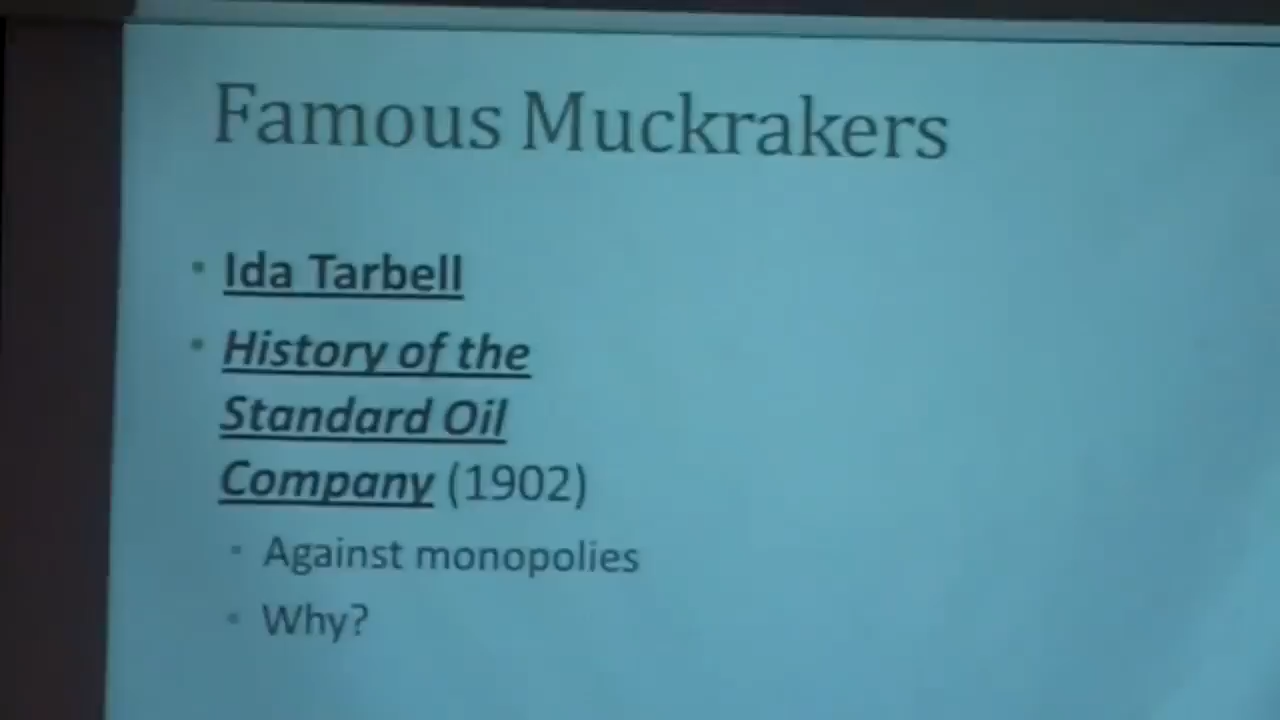 Famous Muckrakers
• Ida Tarbell
• History of the
Standard Oil
Company (1902)
• Against monopolies
• Why?